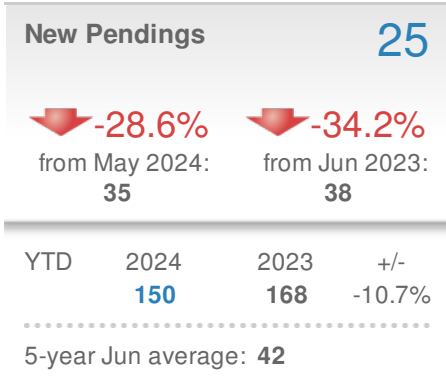 New Pendings 25
-28.6% -34.2%
from May 2024: from Jun 2023:
35 38
YTD 2024 2023 +/-
150 168 -10.7%
5-year Jun average: 42